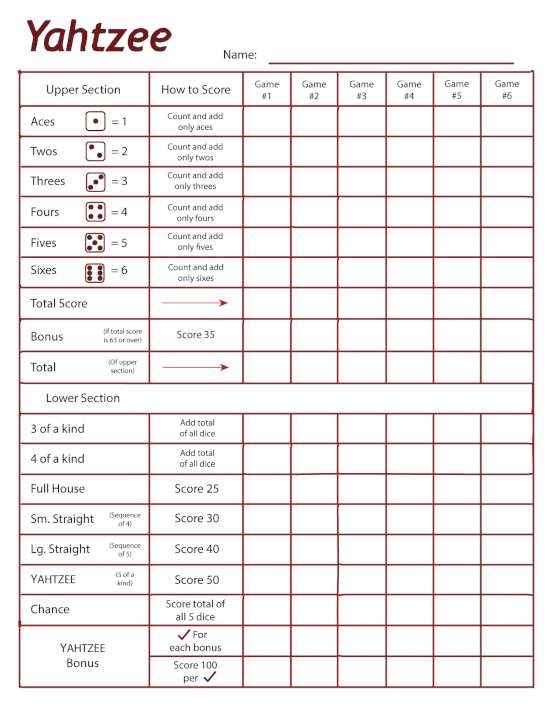 Yahtzee
Name:
Upper Section How to Score Game #1 Game #2 Game #3 Game #4 Game #5 Game #6
Aces = 1 Count and add
only aces
Twos = 2 Count and add
only twos
Threes = 3 Count and add
only threes
Fours = 4 Count and add
only fours
Fives = 5 Count and add
only fives
Sixes = 6 Count and add
only sixes
Total Score
Bonus (If total score
is 63 or over) Score 35
Total (Of upper
section)
Lower Section
3 of a kind Add total
of all dice
4 of a kind Add total
of all dice
Full House Score 25
Sm. Straight (Sequence
of 4) Score 30
Lg. Straight (Sequence
of 5) Score 40
YAHTZEE (5 of a
kind) Score 50
Chance Score total of
all 5 dice
YAHTZEE
Bonus
✓ For
each bonus
Score 100
per ✓